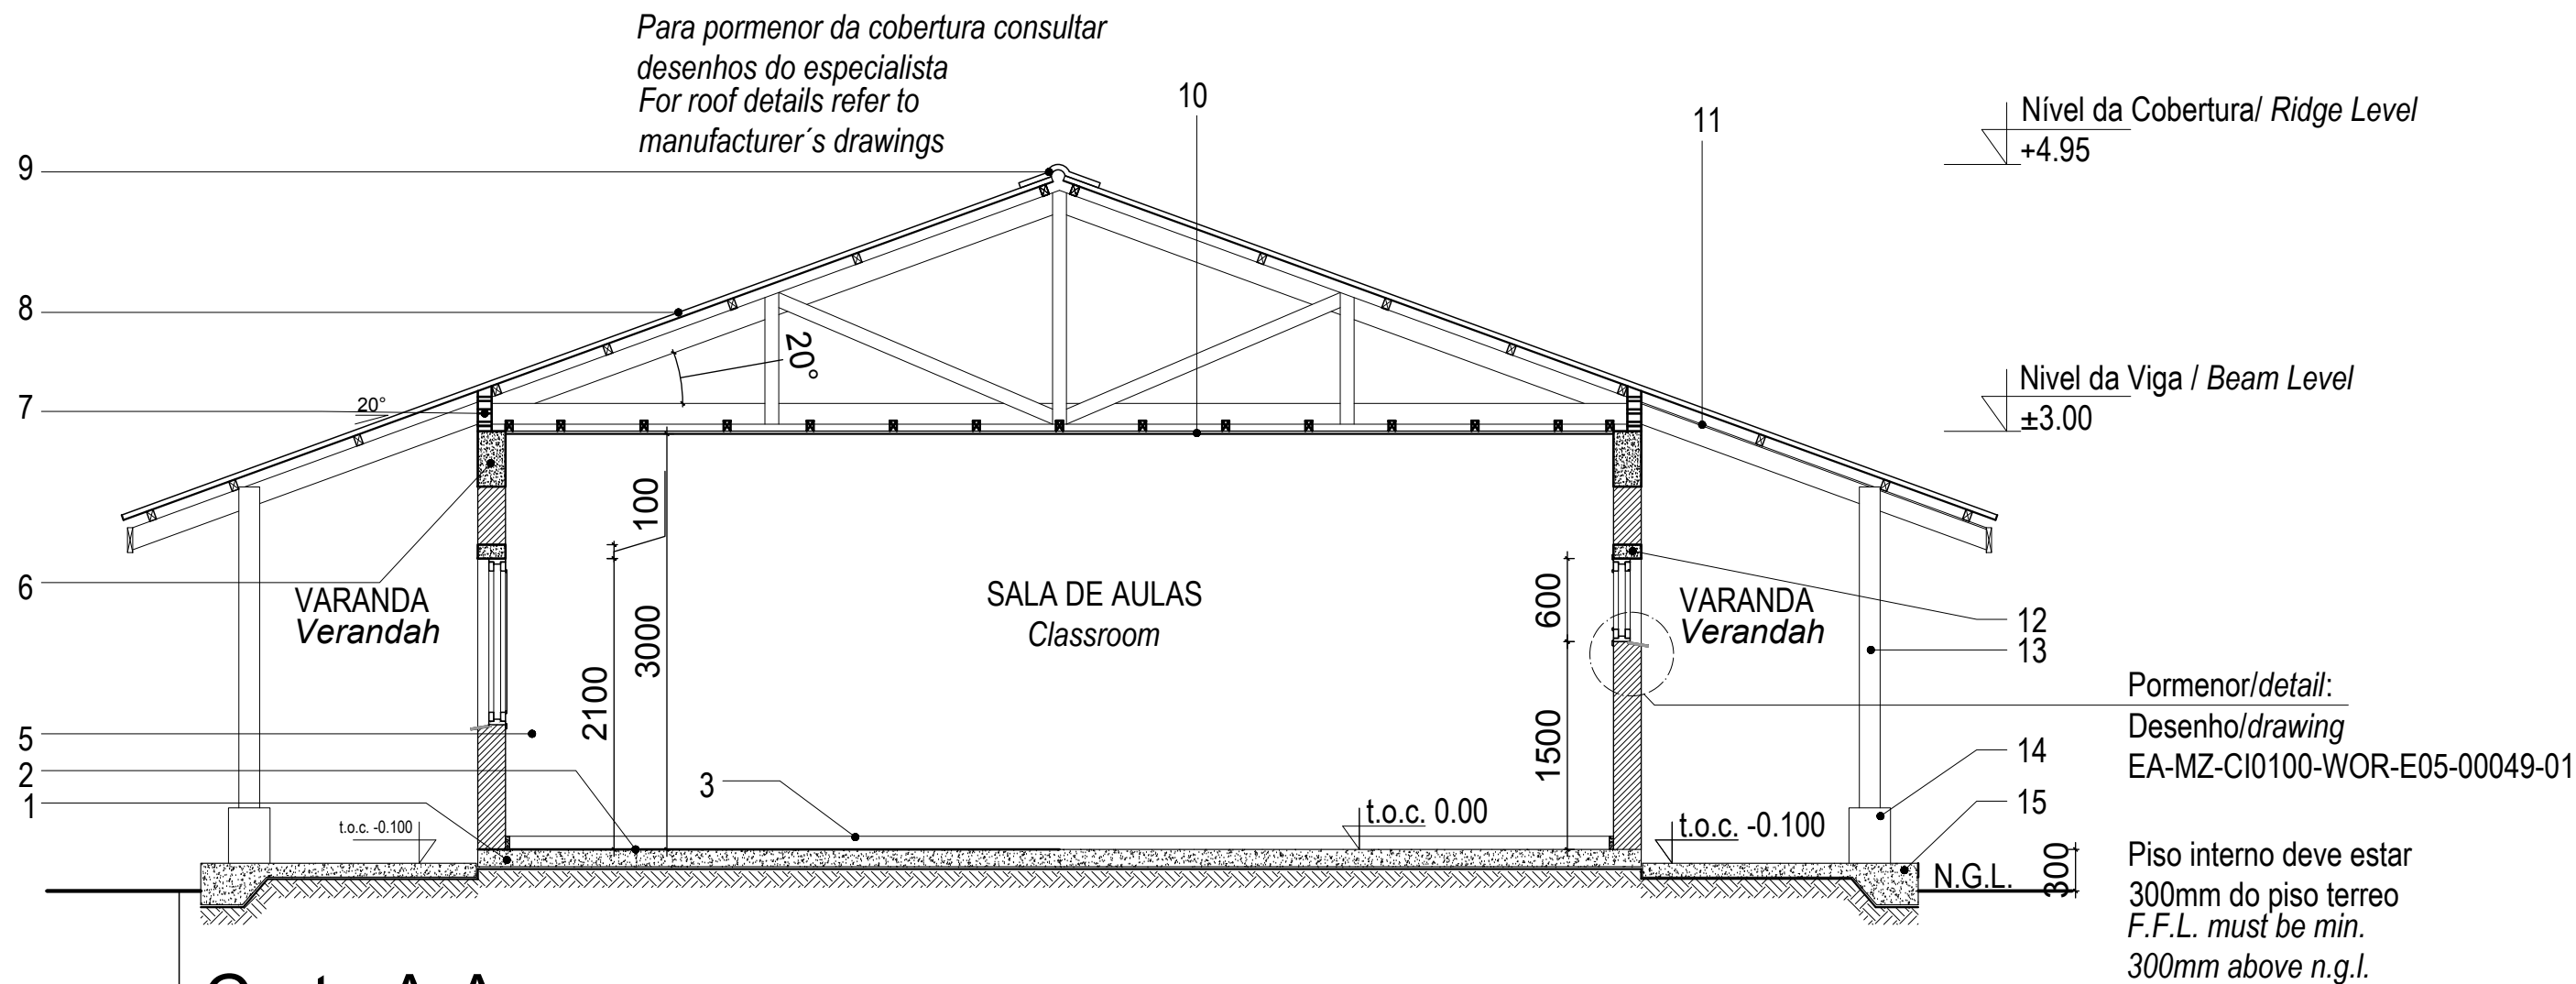 Para pormenor da cobertura consultar
desenhos do especialista
For roof details refer to
manufacturer´s drawings
10
11
Nível da Cobertura/ Ridge Level
+4.95
9
8
20°
Nivel da Viga / Beam Level
±3.00
7
20°
100
6
VARANDA
Verandah
3000
2100
SALA DE AULAS
Classroom
600
1500
VARANDA
Verandah
12
13
Pormenor/detail:
Desenho/drawing
EA-MZ-CI0100-WOR-E05-00049-01
5
2
1
3
14
15
t.o.c. -0.100
t.o.c. 0.00
t.o.c. -0.100
N.G.L.
300
Piso interno deve estar
300mm do piso terreo
F.F.L. must be min.
300mm above n.g.l.